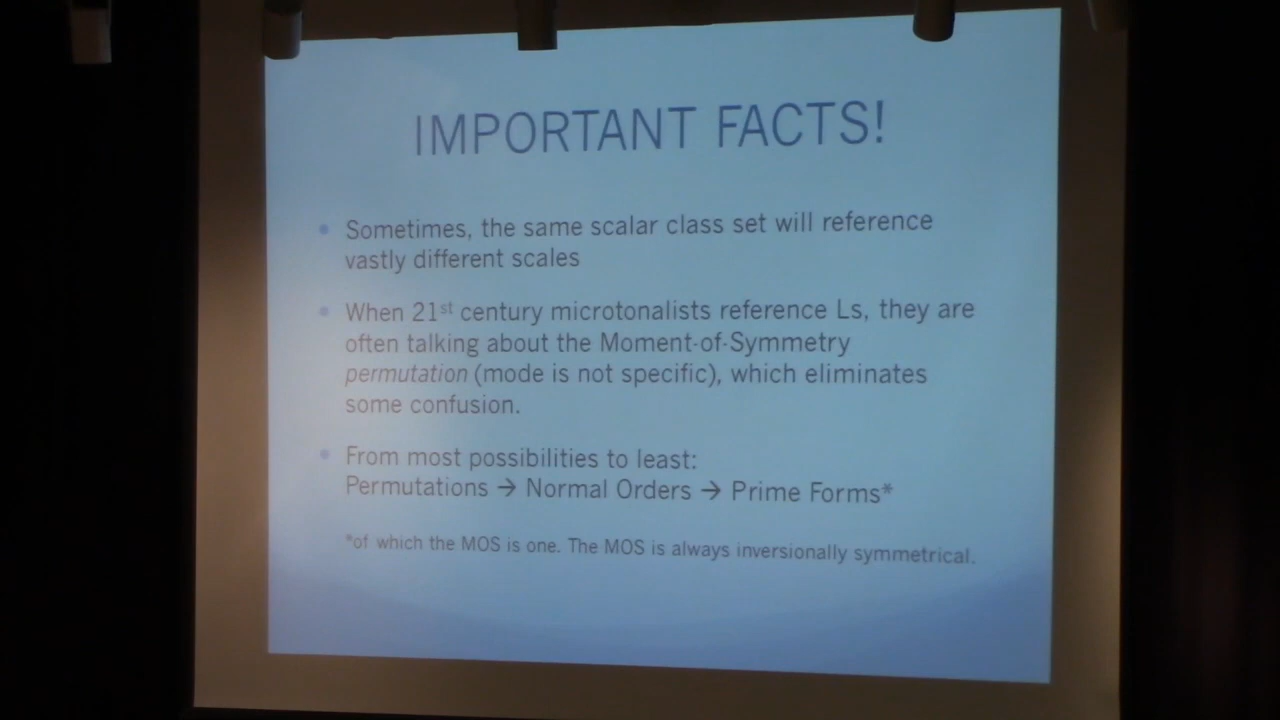 IMPORTANT FACTS!
• Sometimes, the same scalar class set will reference
vastly different scales
• When 21st century microtonalists reference Ls, they are
often talking about the Moment-of-Symmetry
permutation (mode is not specific), which eliminates
some confusion.
• From most possibilities to least:
Permutations → Normal Orders → Prime Forms*
*of which the MOS is one. The MOS is always inversionally symmetrical.